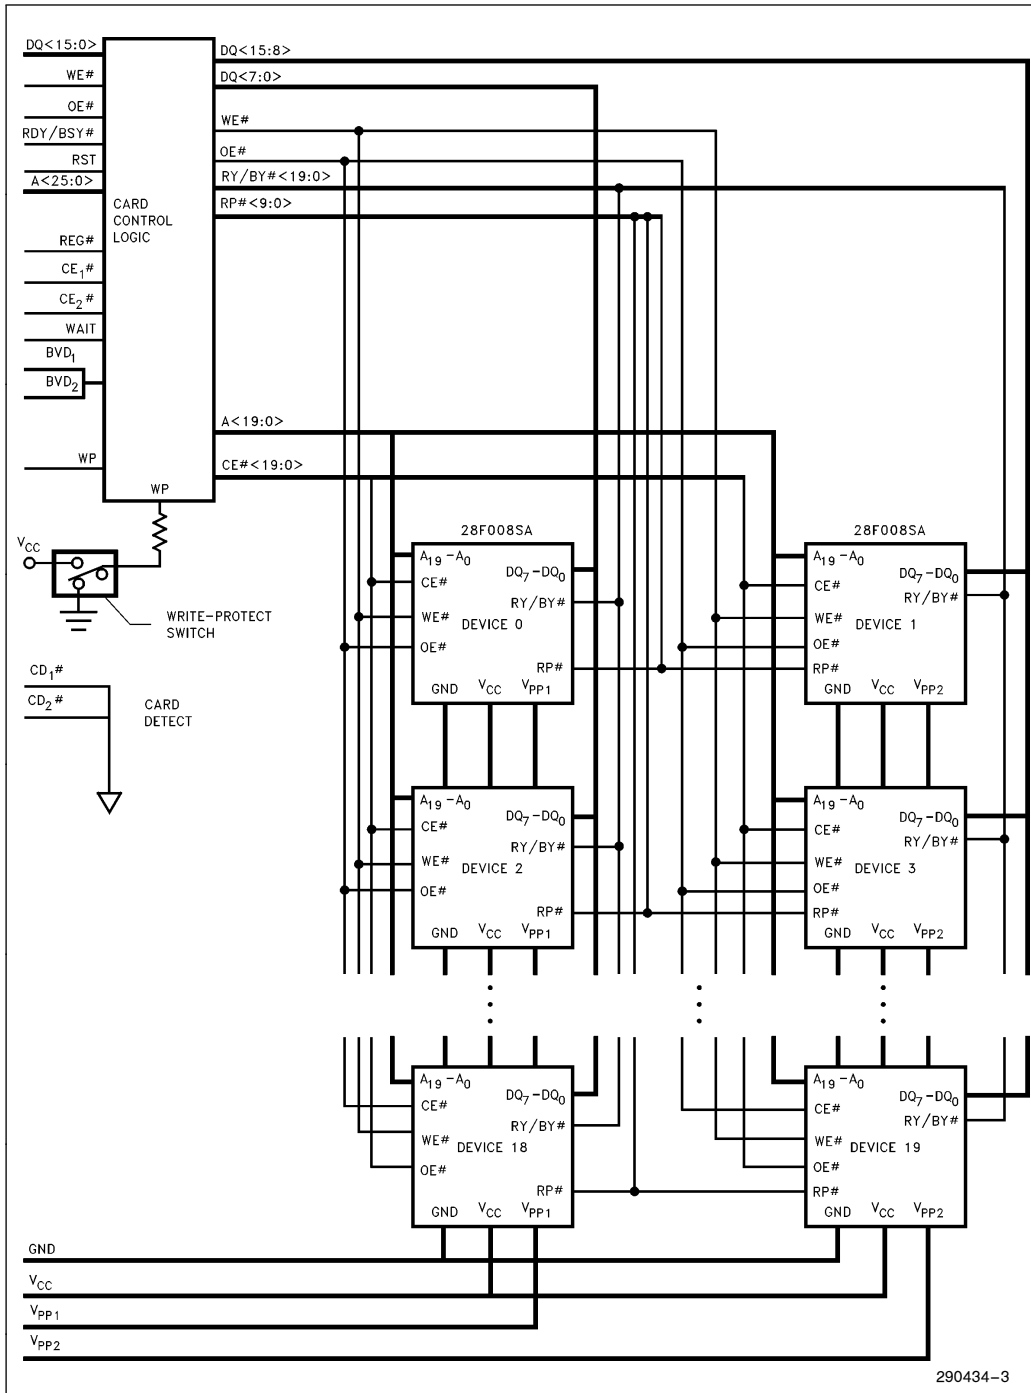 DQ<15:0>
WE#
OE#
RDY/BSY#
RST
A<25:0>
REG#
CE1#
CE2#
WAIT
BVD1
BVD2
WP
CARD
CONTROL
LOGIC
WP
DQ<15:8>
DQ<7:0>
WE#
OE#
RY/BY#<19:0>
RP#<9:0>
A<19:0>
CE#<19:0>
VCC
WRITE-PROTECT
SWITCH
CD1#
CD2#
CARD
DETECT
28F008SA
A19-A0
DQ7-DQ0
CE#
RY/BY#
WE#
DEVICE 0
OE#
RP#
GND
VCC
VPP1
28F008SA
A19-A0
DQ7-DQ0
CE#
RY/BY#
WE#
DEVICE 1
OE#
RP#
GND
VCC
VPP2
A19-A0
DQ7-DQ0
CE#
RY/BY#
WE#
DEVICE 2
OE#
RP#
GND
VCC
VPP1
A19-A0
DQ7-DQ0
CE#
RY/BY#
WE#
DEVICE 3
OE#
RP#
GND
VCC
VPP2
A19-A0
DQ7-DQ0
CE#
RY/BY#
WE#
DEVICE 18
OE#
RP#
GND
VCC
VPP1
A19-A0
DQ7-DQ0
CE#
RY/BY#
WE#
DEVICE 19
OE#
RP#
GND
VCC
VPP2
GND
VCC
VPP1
VPP2
290434-3